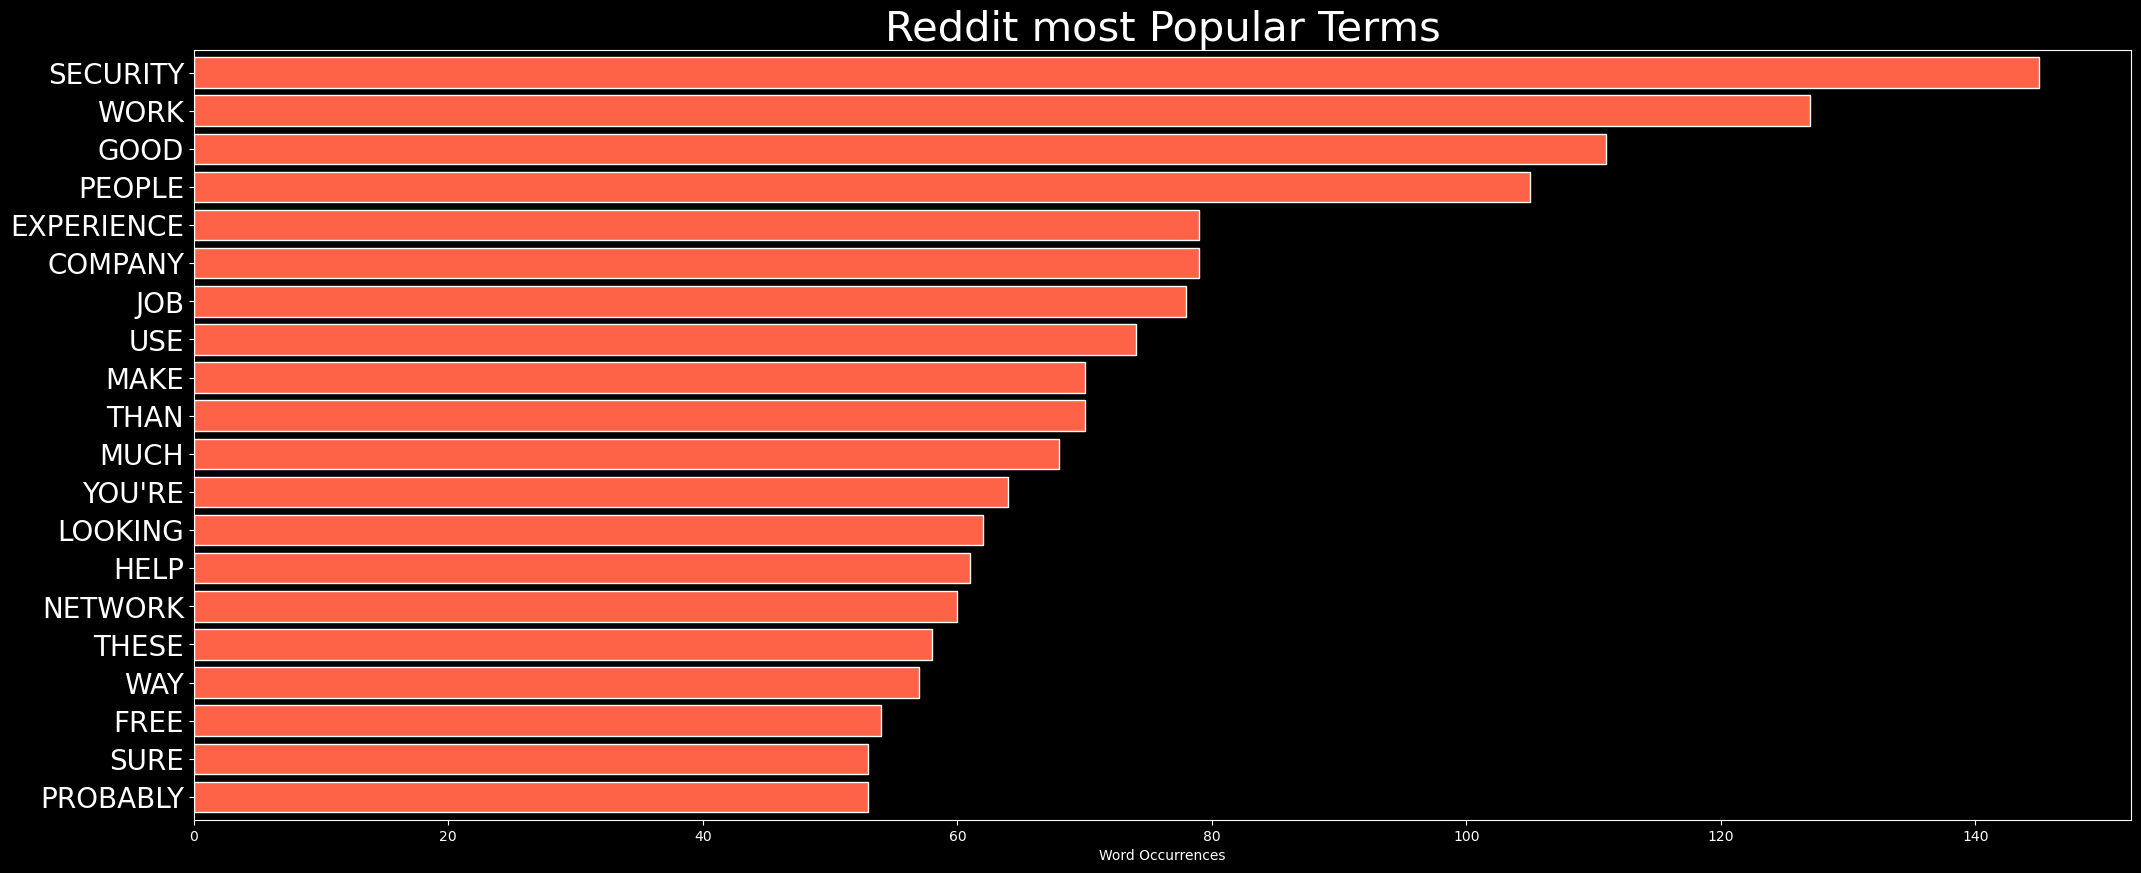 Reddit most Popular Terms
SECURITY
WORK
GOOD
PEOPLE
EXPERIENCE
COMPANY
JOB
USE
MAKE
THAN
MUCH
YOU'RE
LOOKING
HELP
NETWORK
THESE
WAY
FREE
SURE
PROBABLY
0 20 40 60 80 100 120 140
Word Occurrences